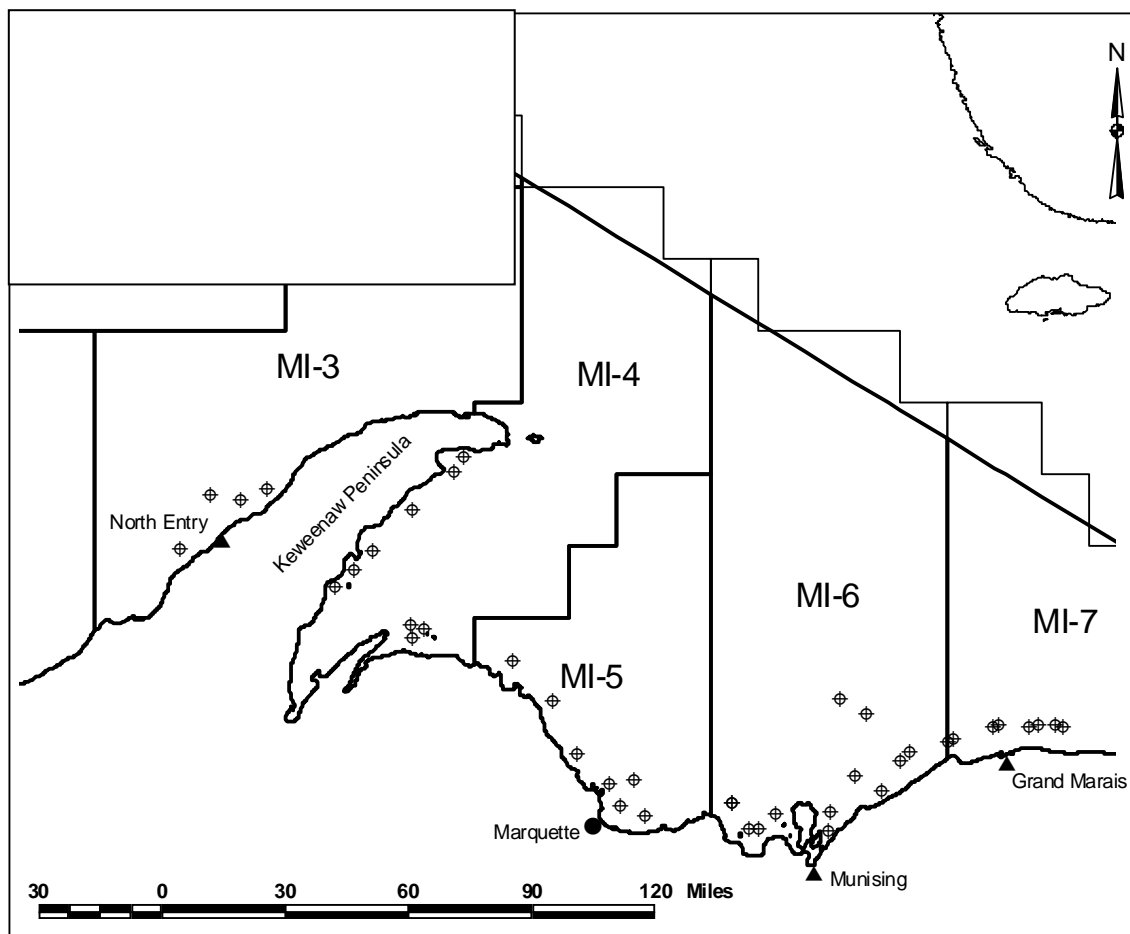 N
MI-3
MI-4
Keweenaw Peninsula
North Entry
MI-6
MI-7
MI-5
Grand Marais
Marquette
Munising
30 0 30 60 90 120 Miles